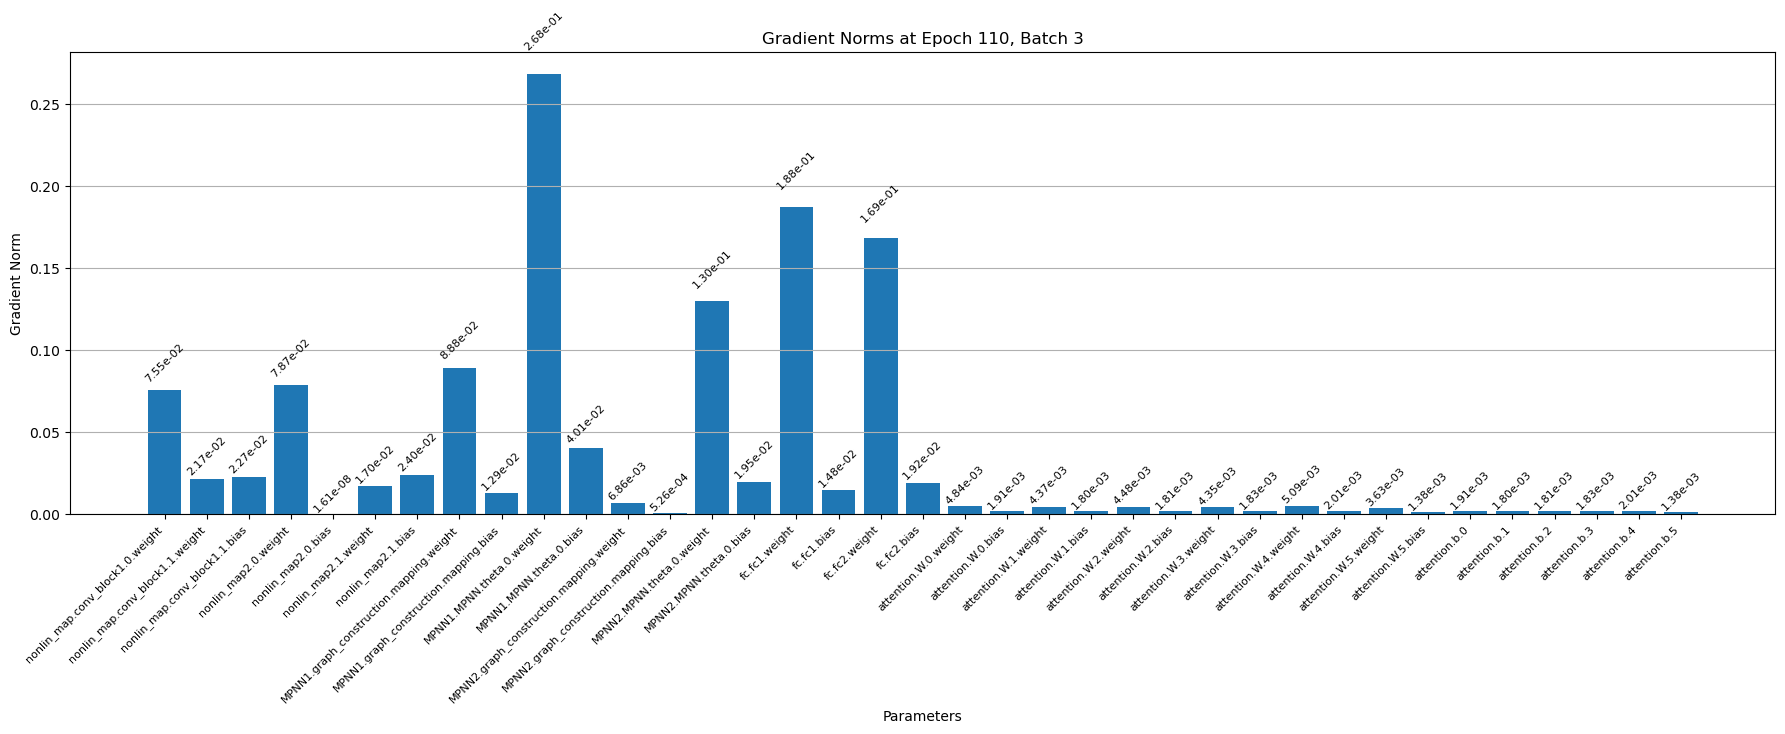 Gradient Norms at Epoch 110, Batch 3
Gradient Norm
0.25
0.20
0.15
0.10
0.05
0.00
7.55e-02
2.17e-02
2.27e-02
7.87e-02
1.61e-08
1.70e-02
2.40e-02
8.88e-02
1.29e-02
2.68e-01
4.01e-02
6.86e-03
5.26e-04
1.30e-01
1.95e-02
1.88e-01
1.48e-02
1.69e-01
1.92e-02
4.84e-03
1.91e-03
4.37e-03
1.80e-03
4.48e-03
1.81e-03
4.35e-03
1.83e-03
5.09e-03
2.01e-03
3.63e-03
1.38e-03
1.91e-03
1.80e-03
1.81e-03
1.83e-03
2.01e-03
1.38e-03
nonlin_map.conv_block1.0.weight
nonlin_map.conv_block1.1.weight
nonlin_map.conv_block1.1.bias
nonlin_map2.0.weight
nonlin_map2.0.bias
nonlin_map2.1.weight
nonlin_map2.1.bias
MPNN1.graph_construction.mapping.weight
MPNN1.graph_construction.mapping.bias
MPNN1.MPNN.theta.0.weight
MPNN1.MPNN.theta.0.bias
MPNN2.graph_construction.mapping.weight
MPNN2.graph_construction.mapping.bias
MPNN2.MPNN.theta.0.weight
MPNN2.MPNN.theta.0.bias
fc.fc1.weight
fc.fc1.bias
fc.fc2.weight
fc.fc2.bias
attention.W.0.weight
attention.W.0.bias
attention.W.1.weight
attention.W.1.bias
attention.W.2.weight
attention.W.2.bias
attention.W.3.weight
attention.W.3.bias
attention.W.4.weight
attention.W.4.bias
attention.W.5.weight
attention.W.5.bias
attention.b.0
attention.b.1
attention.b.2
attention.b.3
attention.b.4
attention.b.5
Parameters